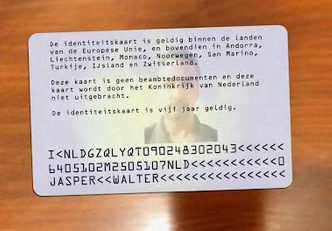 De identiteitskaart is geldig binnen de landen
van de Europese Unie, en bovendien in Andorra,
Liechtenstein, Monaco, Noorwegen, San Marino,
Turkije, IJsland en Zwitserland.
Deze kaart is geen beambtedocumenten en deze
kaart wordt door het Koninkrijk van Nederland
niet uitgebracht.
De identiteitskaart is vijf jaar geldig.
I<NLDGZQLYQT090248302043<<<<<<
6405102M2505107NLD<<<<<<<<<<<0
JASPER<<WALTER<<<<<<<<<<<<<<<<